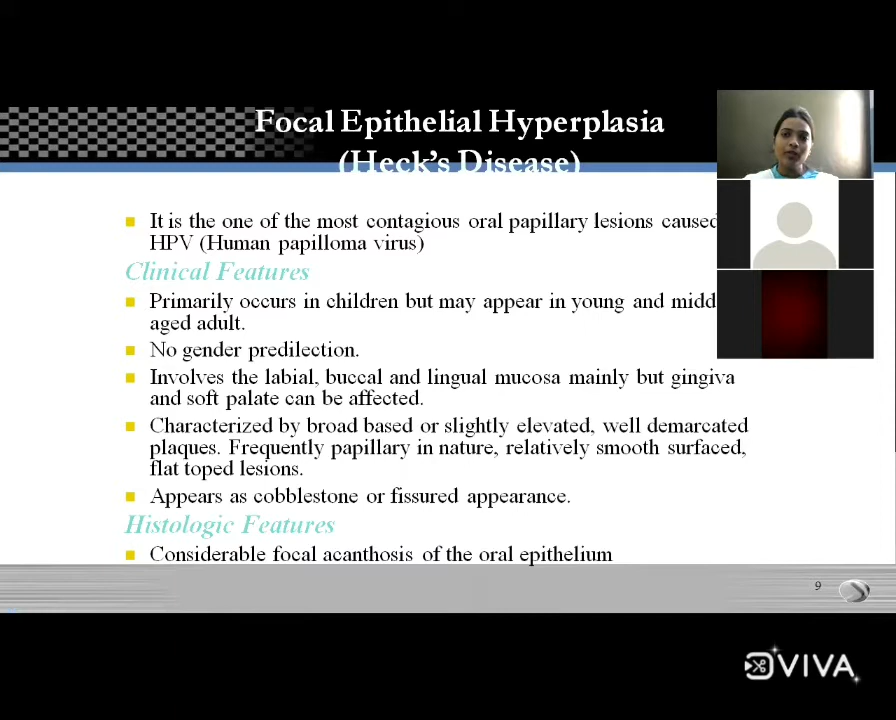 Focal Epithelial Hyperplasia
(Heck's Disease)
It is the one of the most contagious oral papillary lesions caused
HPV (Human papilloma virus)
Clinical Features
Primarily occurs in children but may appear in young and
aged adult.
No gender predilection.
Involves the labial, buccal and lingual mucosa mainly but gingiva
and soft palate can be affected.
Characterized by broad based or slightly elevated, well demarcated
plaques. Frequently papillary in nature, relatively smooth surfaced,
flat toped lesions.
Appears as cobblestone or fissured appearance.
Histologic Features
Considerable focal acanthosis of the oral epithelium
9
VIVA